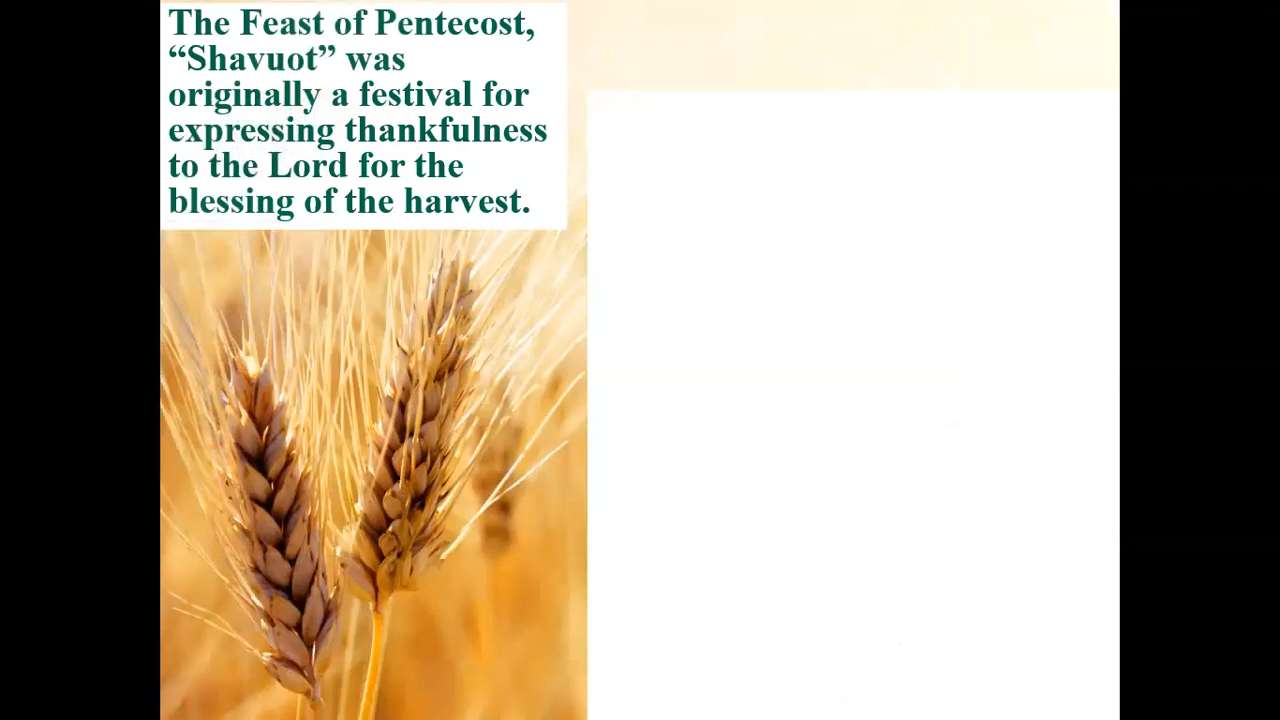 The Feast of Pentecost,
“Shavuot” was
originally a festival for
expressing thankfulness
to the Lord for the
blessing of the harvest.